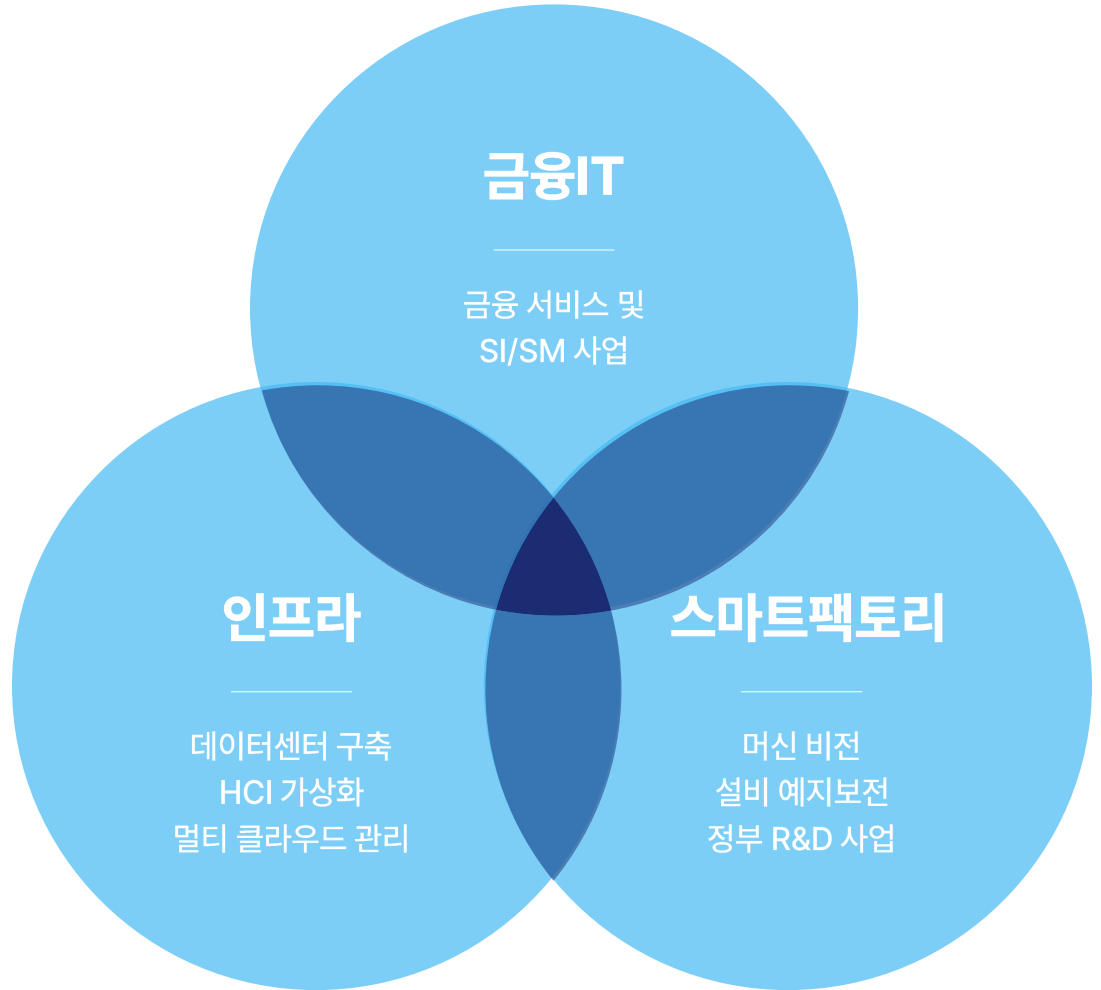 금융IT
금융 서비스 및
SI/SM 사업
인프라
데이터센터 구축
HCI 가상화
멀티 클라우드 관리
스마트팩토리
머신 비전
설비 예지보전
정부 R&D 사업